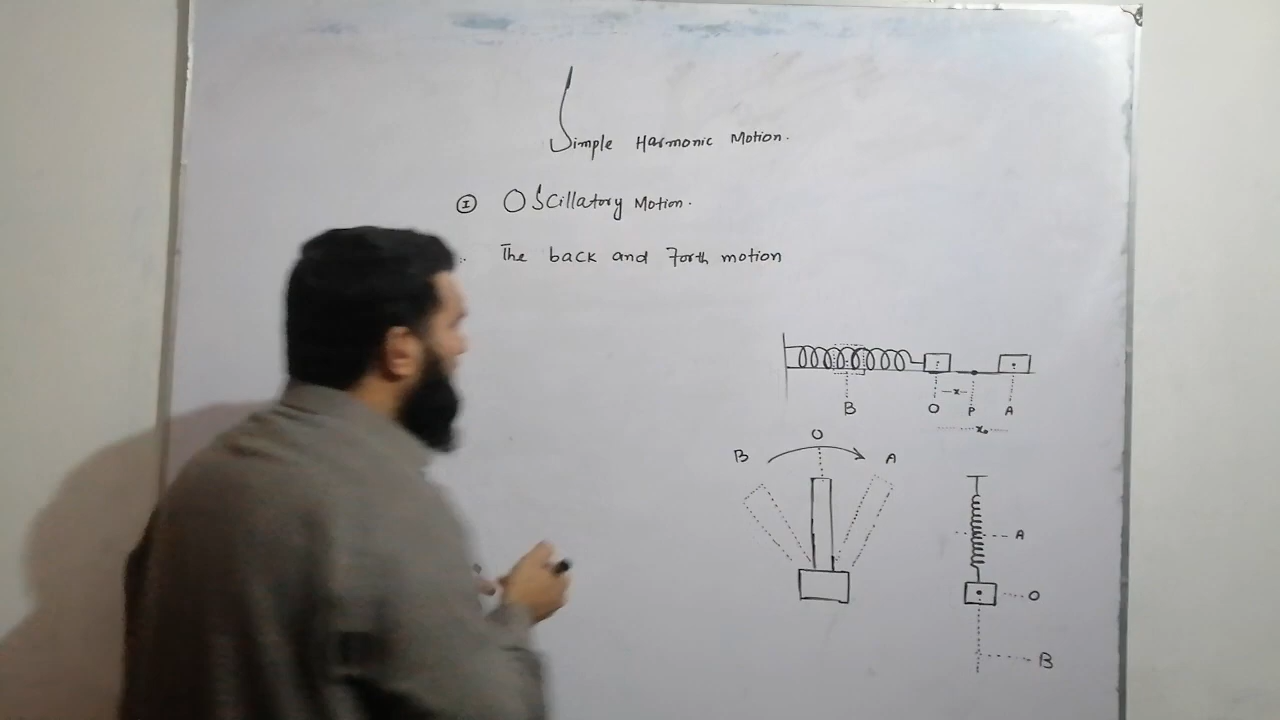 Simple Harmonic Motion.
I Oscillatory Motion.
The back and forth motion
x
B O P A
x₀
O
B A
A
O
B